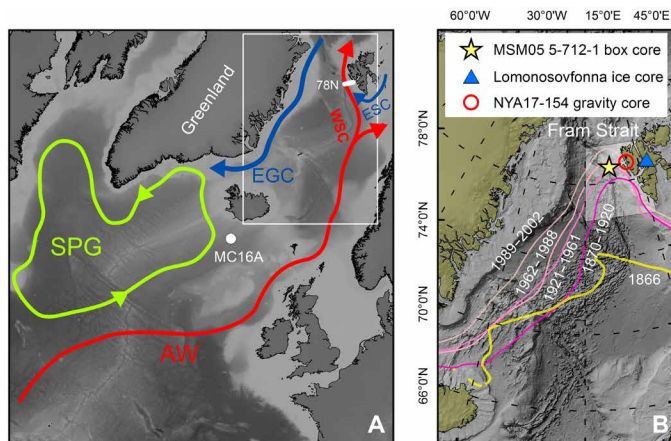 Greenland
78N
WSC
ESC
EGC
SPG
MC16A
AW
A
60°0'W 30°0'W 15°0'E 45°0'E
MSM05 5-712-1 box core
Lomonosovfonna ice core
NYA17-154 gravity core
Fram Strait
78°0'N
74°0'N
70°0'N
66°0'N
1989–2002
1962–1988
1921–1961
1870–1920
1866
B